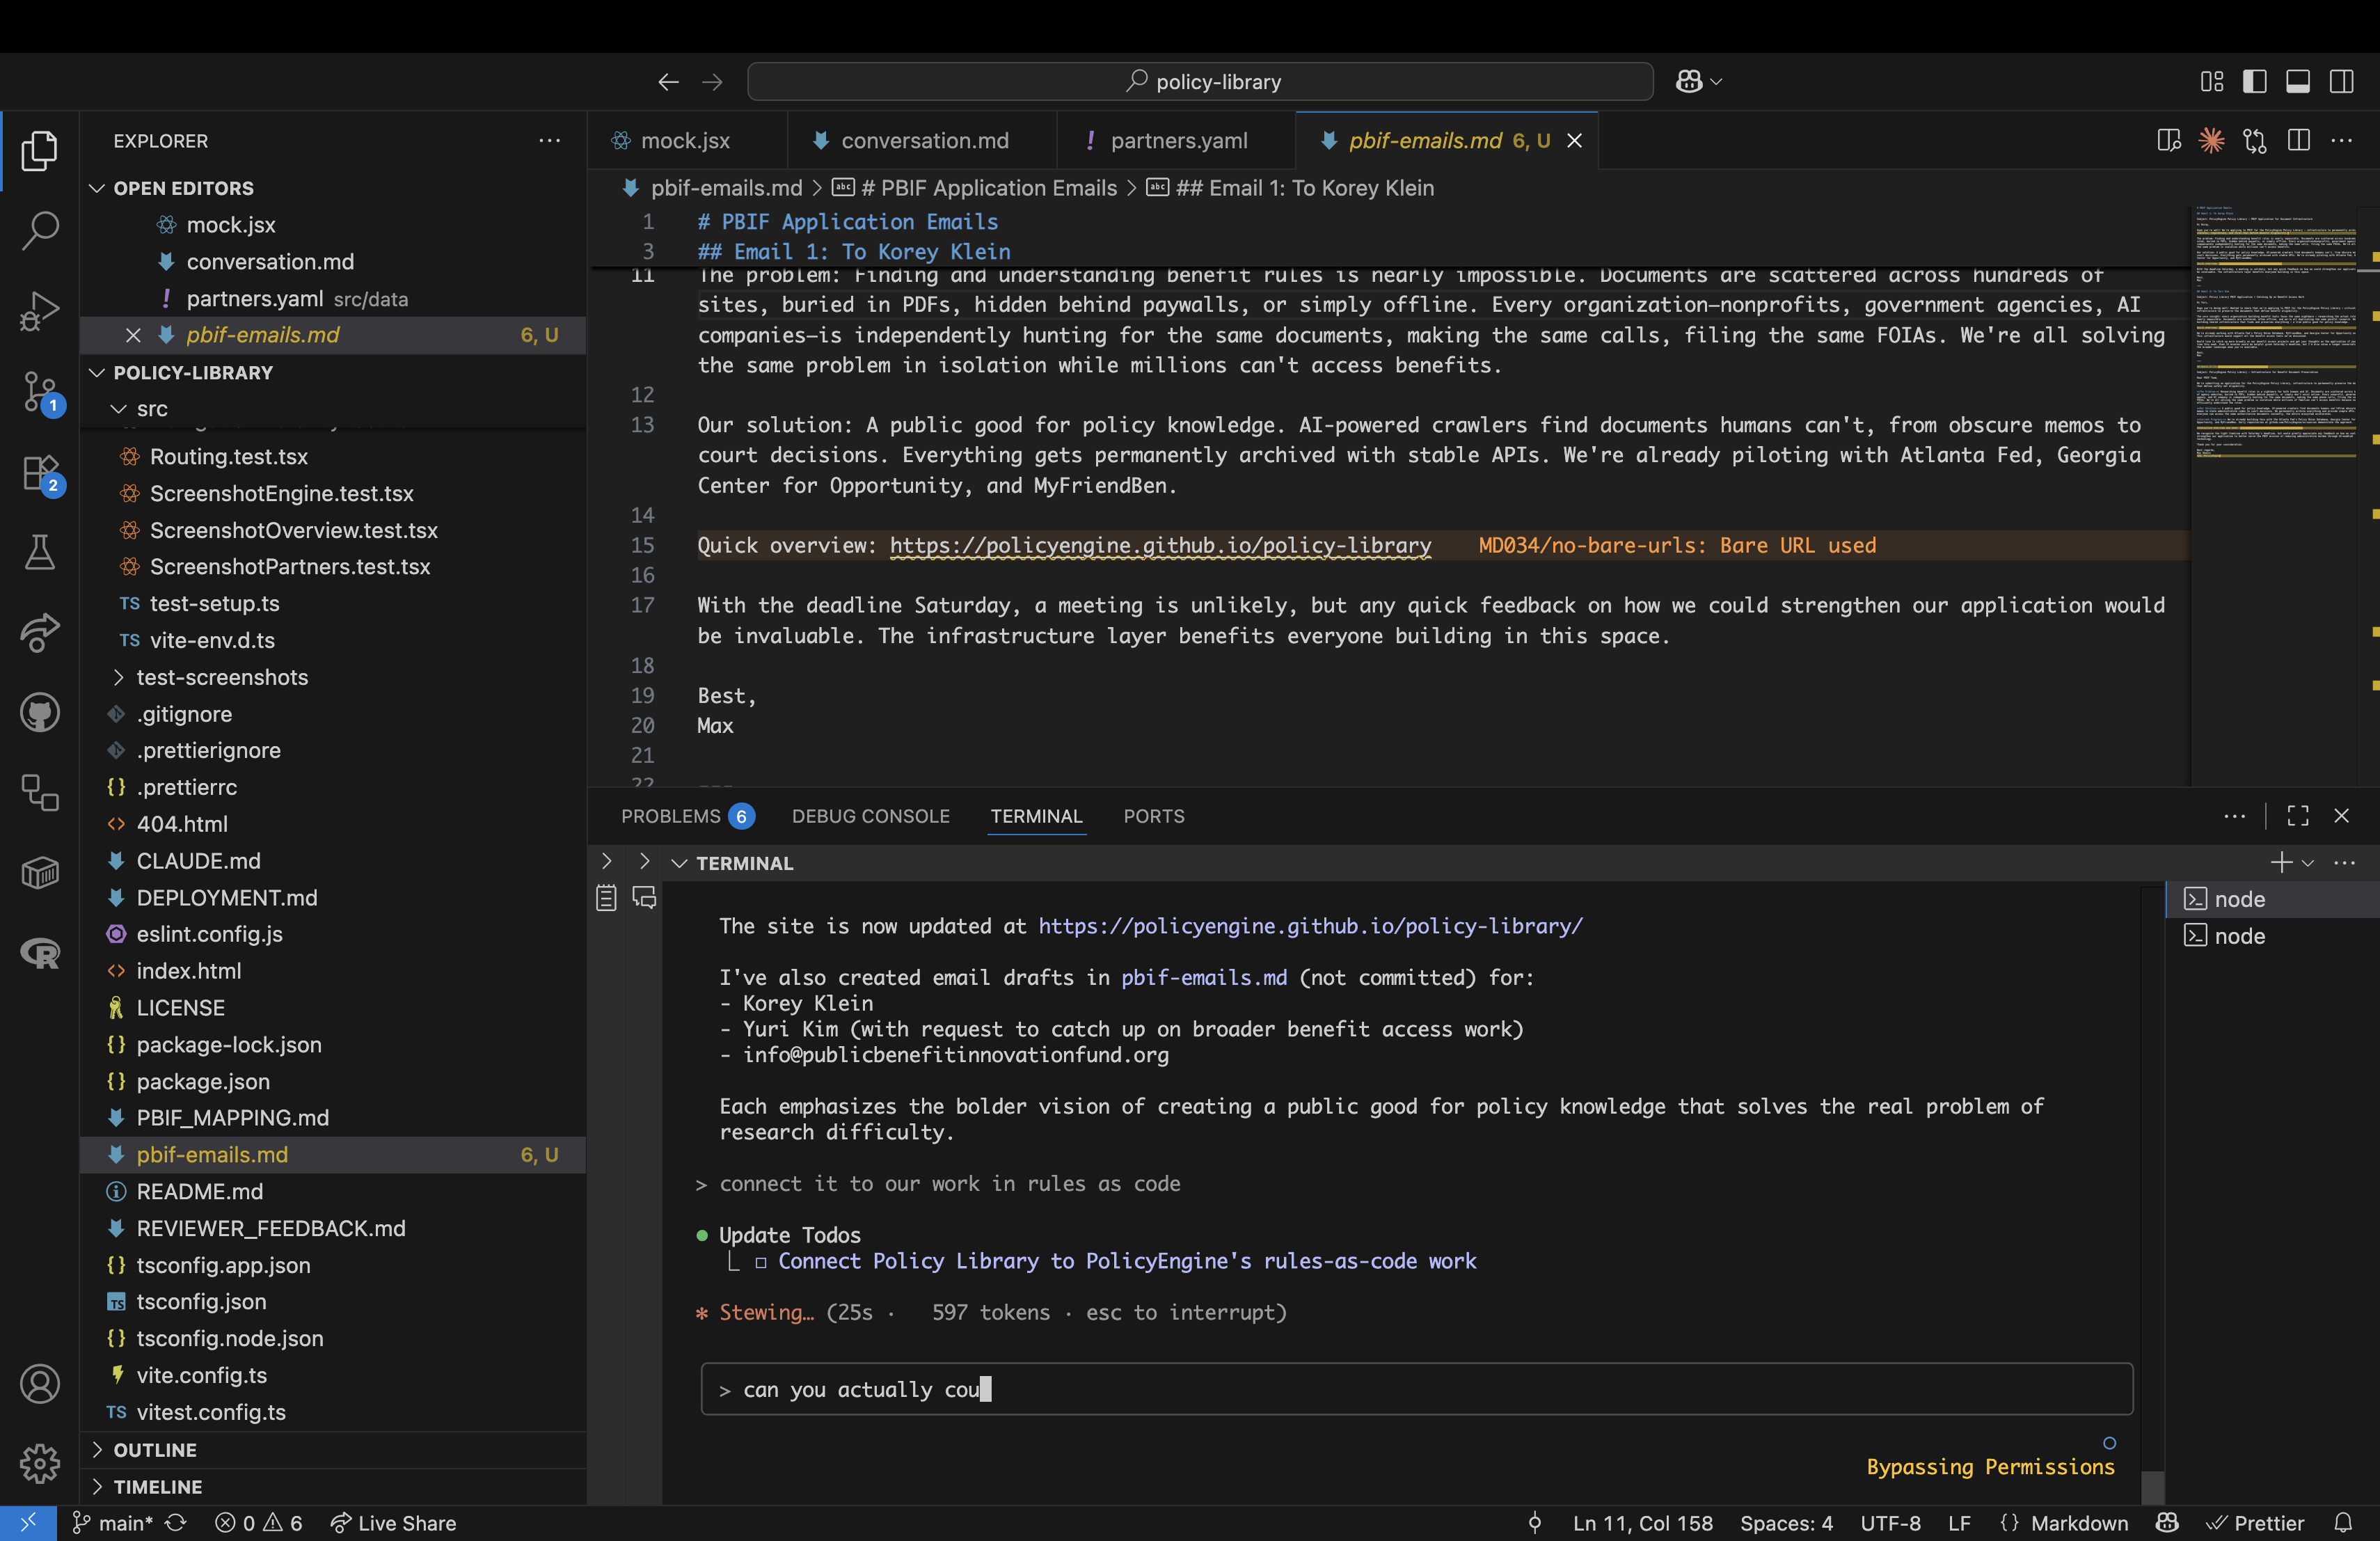 policy-library
EXPLORER
mock.jsx
conversation.md
! partners.yaml
pbif-emails.md 6, U
OPEN EDITORS
mock.jsx
conversation.md
! partners.yaml src/data
pbif-emails.md 6, U
POLICY-LIBRARY
src
Routing.test.tsx
ScreenshotEngine.test.tsx
ScreenshotOverview.test.tsx
ScreenshotPartners.test.tsx
TS test-setup.ts
TS vite-env.d.ts
test-screenshots
.gitignore
.prettierignore
{} .prettierrc
<> 404.html
CLAUDE.md
DEPLOYMENT.md
eslint.config.js
<> index.html
LICENSE
{} package-lock.json
{} package.json
PBIF_MAPPING.md
pbif-emails.md 6, U
README.md
REVIEWER_FEEDBACK.md
{} tsconfig.app.json
TS tsconfig.json
{} tsconfig.node.json
vite.config.ts
TS vitest.config.ts
OUTLINE
TIMELINE
1
2
pbif-emails.md > abc # PBIF Application Emails > abc ## Email 1: To Korey Klein
1 # PBIF Application Emails
3 ## Email 1: To Korey Klein
11 The problem: Finding and understanding benefit rules is nearly impossible. Documents are scattered across hundreds of
sites, buried in PDFs, hidden behind paywalls, or simply offline. Every organization—nonprofits, government agencies, AI
companies—is independently hunting for the same documents, making the same calls, filing the same FOIAs. We're all solving
the same problem in isolation while millions can't access benefits.
12
13 Our solution: A public good for policy knowledge. AI-powered crawlers find documents humans can't, from obscure memos to
court decisions. Everything gets permanently archived with stable APIs. We're already piloting with Atlanta Fed, Georgia
Center for Opportunity, and MyFriendBen.
14
15 Quick overview: https://policyengine.github.io/policy-library MD034/no-bare-urls: Bare URL used
16
17 With the deadline Saturday, a meeting is unlikely, but any quick feedback on how we could strengthen our application would
be invaluable. The infrastructure layer benefits everyone building in this space.
18
19 Best,
20 Max
21
22 ---
PROBLEMS 6 DEBUG CONSOLE TERMINAL PORTS
TERMINAL
node
node
The site is now updated at https://policyengine.github.io/policy-library/
I've also created email drafts in pbif-emails.md (not committed) for:
- Korey Klein
- Yuri Kim (with request to catch up on broader benefit access work)
- info@publicbenefitinnovationfund.org
Each emphasizes the bolder vision of creating a public good for policy knowledge that solves the real problem of
research difficulty.
> connect it to our work in rules as code
Update Todos
Connect Policy Library to PolicyEngine's rules-as-code work
Stewing… (25s · 597 tokens · esc to interrupt)
> can you actually cou
Bypassing Permissions
main* 0 6 Live Share
Ln 11, Col 158 Spaces: 4 UTF-8 LF {} Markdown Prettier